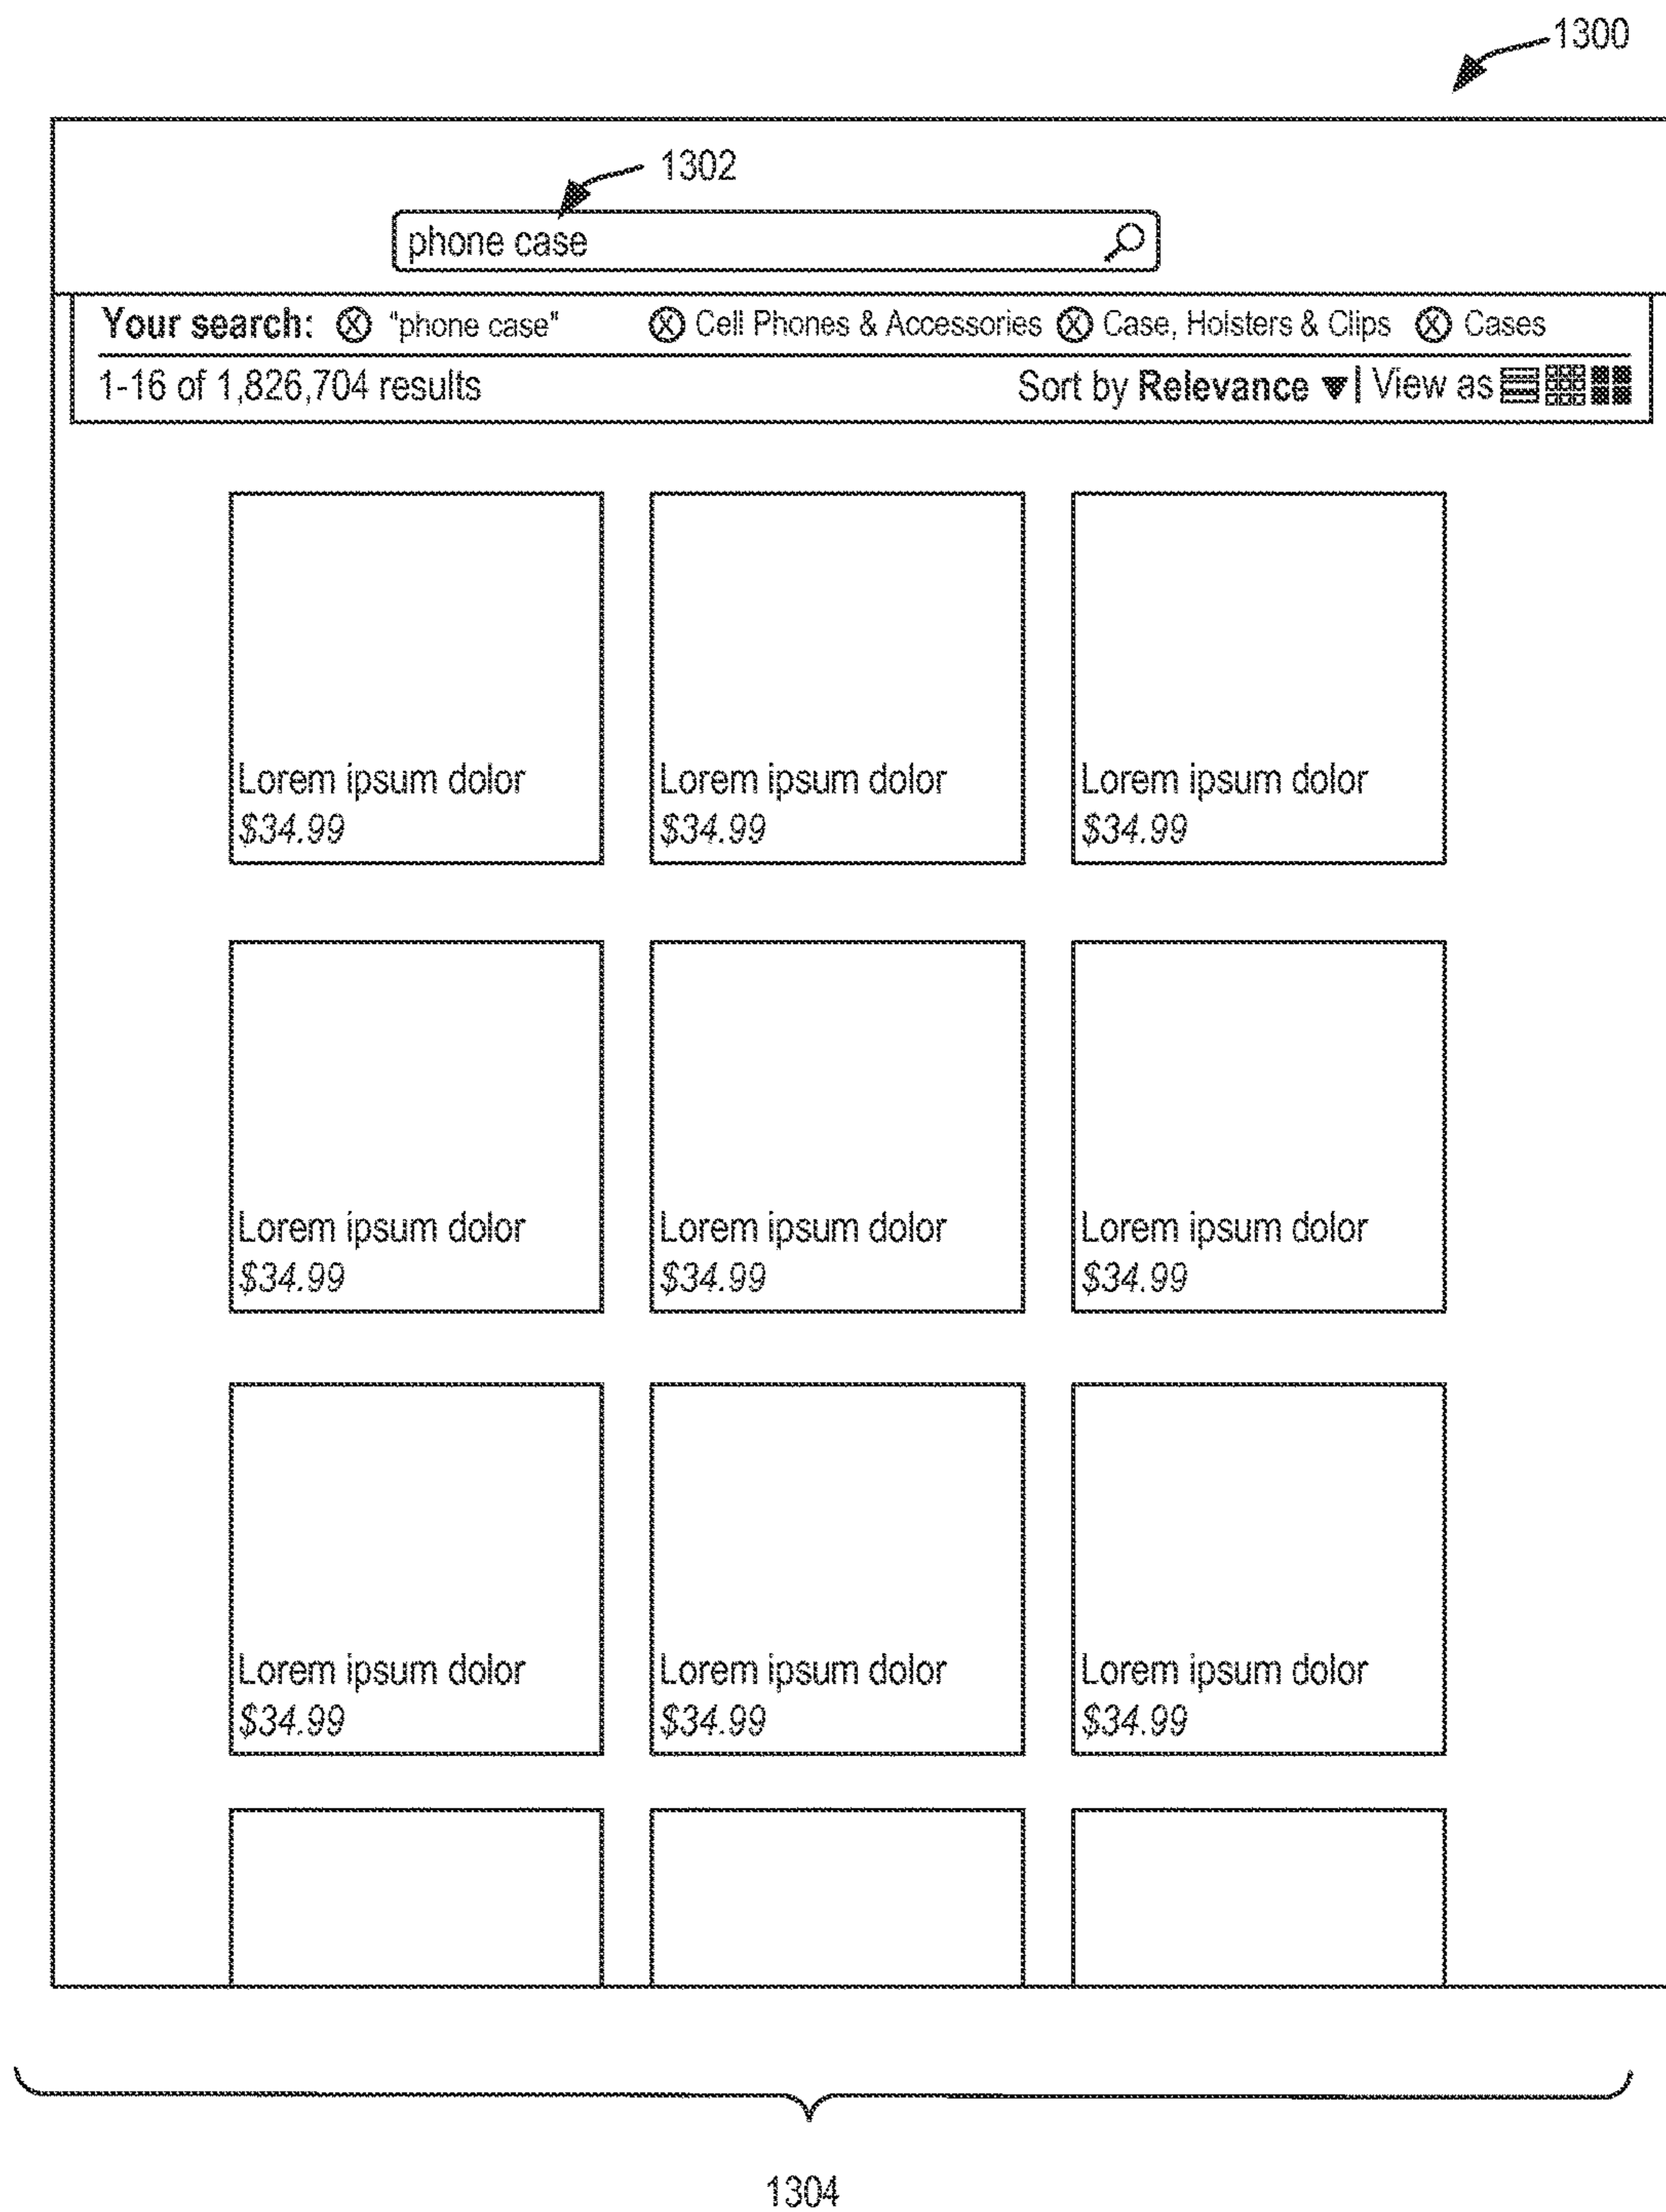 1300
1302
phone case
Your search: ⓧ "phone case" ⓧ Cell Phones & Accessories ⓧ Case, Holsters & Clips ⓧ Cases
1-16 of 1,826,704 results Sort by Relevance ▼| View as
Lorem ipsum dolor Lorem ipsum dolor Lorem ipsum dolor
$34.99 $34.99 $34.99
Lorem ipsum dolor Lorem ipsum dolor Lorem ipsum dolor
$34.99 $34.99 $34.99
Lorem ipsum dolor Lorem ipsum dolor Lorem ipsum dolor
$34.99 $34.99 $34.99
1304